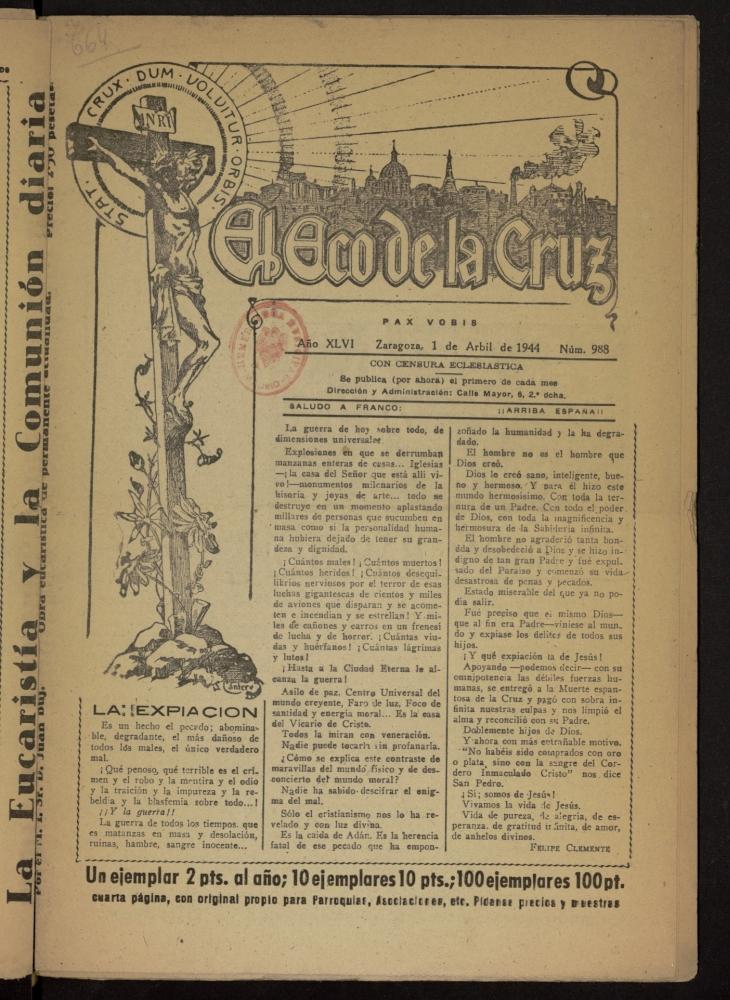 664
La Eucaristía y la Comunión diaria
Obra eucarística de permanente actualidad.
STAT · CRUX · DUM · VOLVITUR · ORBIS ·
INRI
El Eco de la Cruz
PAX VOBIS
Año XLVI Zaragoza, 1 de Arbil de 1944 Núm. 988
CON CENSURA ECLESIASTICA
Se publica (por ahora) el primero de cada mes
Dirección y Administración: Calle Mayor, 6, 2.º dcha.
SALUDO A FRANCO: ¡¡ARRIBA ESPAÑA!!
LA EXPIACION
Es un hecho el pecado; abomina-
ble, degradante, el más dañoso de
todos lós males, el único verdadero
mal.
¡Qué penoso, qué terrible es el cri-
men y el robo y la mentira y el odio
y la traición y la impureza y la re-
beldía y la blasfemia sobre todo...!
¡¡Y la guerra!!
La guerra de todos los tiempos. que
es matanzas en masa y desolación,
ruinas, hambre, sangre inocente...
La guerra de hoy sobre todo, de
dimensiones universales
Explosiones en que se derrumban
manzanas enteras de casas... Iglesias
—¡la casa del Señor que está allí vi-
vo!—monumentos milenarios de la
hisoria y joyas de arte... todo se
destruye en un momento aplastando
millares de personas que sucumben en
masa como si la personalidad huma-
na hubiera dejado de tener su gran-
deza y dignidad.
¡Cuántos males! ¡Cuántos muertos!
¡Cuántos heridos! ¡Cuántos desequi-
librios nerviosos por el terror de esas
luchas gigantescas de cientos y miles
de aviones que disparan y se acome-
ten e incendian y se estrellan! Y mi-
les de cañones y carros en un frenesí
de lucha y de horror. ¡Cuántas viu-
das y huérfanos! ¡Cuántas lágrimas
y lutos!
¡Hasta a la Ciudad Eterna le al-
canza la guerra!
Asilo de paz. Centro Universal del
mundo creyente, Faro de luz, Foco de
santidad y energía moral... Es la casa
del Vicario de Cristo.
Todos la miran con veneración.
Nadie puede tocarla sin profanarla.
¿Cómo se explica este contraste de
maravillas del mundo físico y de des-
concierto del mundo moral?
Nadie ha sabido descifrar el enig-
ma del mal.
Sólo el cristianismo nos lo ha re-
velado y con luz divina.
Es la caída de Adán. Es la herencia
fatal de ese pecado que ha empon-
zoñado la humanidad y la ha degra-
dado.
El hombre no es el hombre que
Dios creó.
Dios lo creó sano, inteligente, bue-
no y hermoso. Y para él hizo este
mundo hermosísimo. Con toda la ter-
nura de un Padre. Con todo el poder
de Dios, con toda la magnificencia y
hermosura de la Sabiduría infinita.
El hombre no agradeció tanta bon-
dad y desobedeció a Dios y se hizo in-
digno de tan gran Padre y fué expul-
sado del Paraíso y comenzó su vida
desastrosa de penas y pecados.
Estado miserable del que ya no po-
día salir.
Fué preciso que el mismo Dios—
que al fin era Padre—viniese al mun-
do y expiase los delitos de todos sus
hijos.
¡Y qué expiación la de Jesús!
Apoyando —podemos decir— con su
omnipotencia las débiles fuerzas hu-
manas, se entregó a la Muerte espan-
tosa de la Cruz y pagó con sobra in-
finita nuestras culpas y nos limpió el
alma y reconcilió con su Padre.
Doblemente hijos de Dios.
Y ahora con más entrañable motivo.
"No habéis sido comprados con oro
o plata, sino con la sangre del Cor-
dero Inmaculado Cristo" nos dice
San Pedro.
¡Sí; somos de Jesús!
Vivamos la vida de Jesús.
Vida de pureza, de alegría, de es-
peranza, de gratitud infinita, de amor,
de anhelos divinos.
FELIPE CLEMENTE
Un ejemplar 2 pts. al año; 10 ejemplares 10 pts.; 100 ejemplares 100 pt.
cuarta página, con original propio para Parroquias, Asociaciones, etc. Pídanse precios y muestras